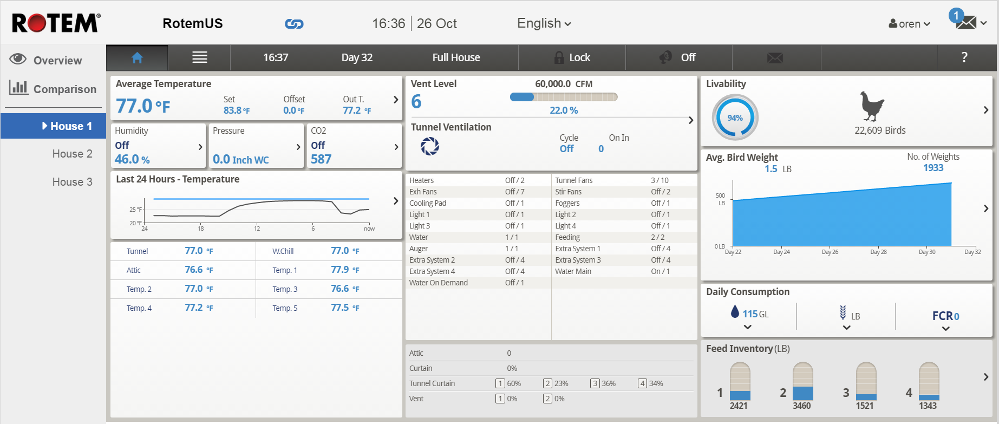 ROTEM®
RotemUS
16:36 | 26 Oct
English
oren
1
Overview
Comparison
House 1
House 2
House 3
16:37
Day 32
Full House
Lock
Off
?
Average Temperature
77.0 °F
Set
83.8 °F
Offset
0.0 °F
Out T.
77.2 °F
Humidity
Off
46.0 %
Pressure
0.0 Inch WC
CO2
Off
587
Last 24 Hours - Temperature
25 °F
20 °F
24 18 12 6 now
Tunnel 77.0 °F W.Chill 77.0 °F
Attic 76.6 °F Temp. 1 77.9 °F
Temp. 2 77.0 °F Temp. 3 76.6 °F
Temp. 4 77.2 °F Temp. 5 77.5 °F
Vent Level 60,000.0 CFM
6
22.0 %
Tunnel Ventilation
Cycle On In
Off 0
Heaters Off / 2 Tunnel Fans 3 / 10
Exh Fans Off / 7 Stir Fans Off / 2
Cooling Pad Off / 1 Foggers Off / 1
Light 1 Off / 1 Light 2 Off / 1
Light 3 Off / 1 Light 4 Off / 1
Water 1 / 1 Feeding 2 / 2
Auger 1 / 1 Extra System 1 Off / 4
Extra System 2 Off / 4 Extra System 3 Off / 4
Extra System 4 Off / 4 Water Main On / 1
Water On Demand Off / 1
Attic 0
Curtain 0%
Tunnel Curtain 1 60% 2 23% 3 36% 4 34%
Vent 1 0% 2 0%
Livability
94%
22,609 Birds
Avg. Bird Weight
1.5 LB
No. of Weights
1933
500
LB
0 LB
Day 22 Day 24 Day 26 Day 28 Day 30 Day 32
Daily Consumption
115 GL
LB
FCR 0
Feed Inventory (LB)
1 2 3 4
2421 3460 1521 1343